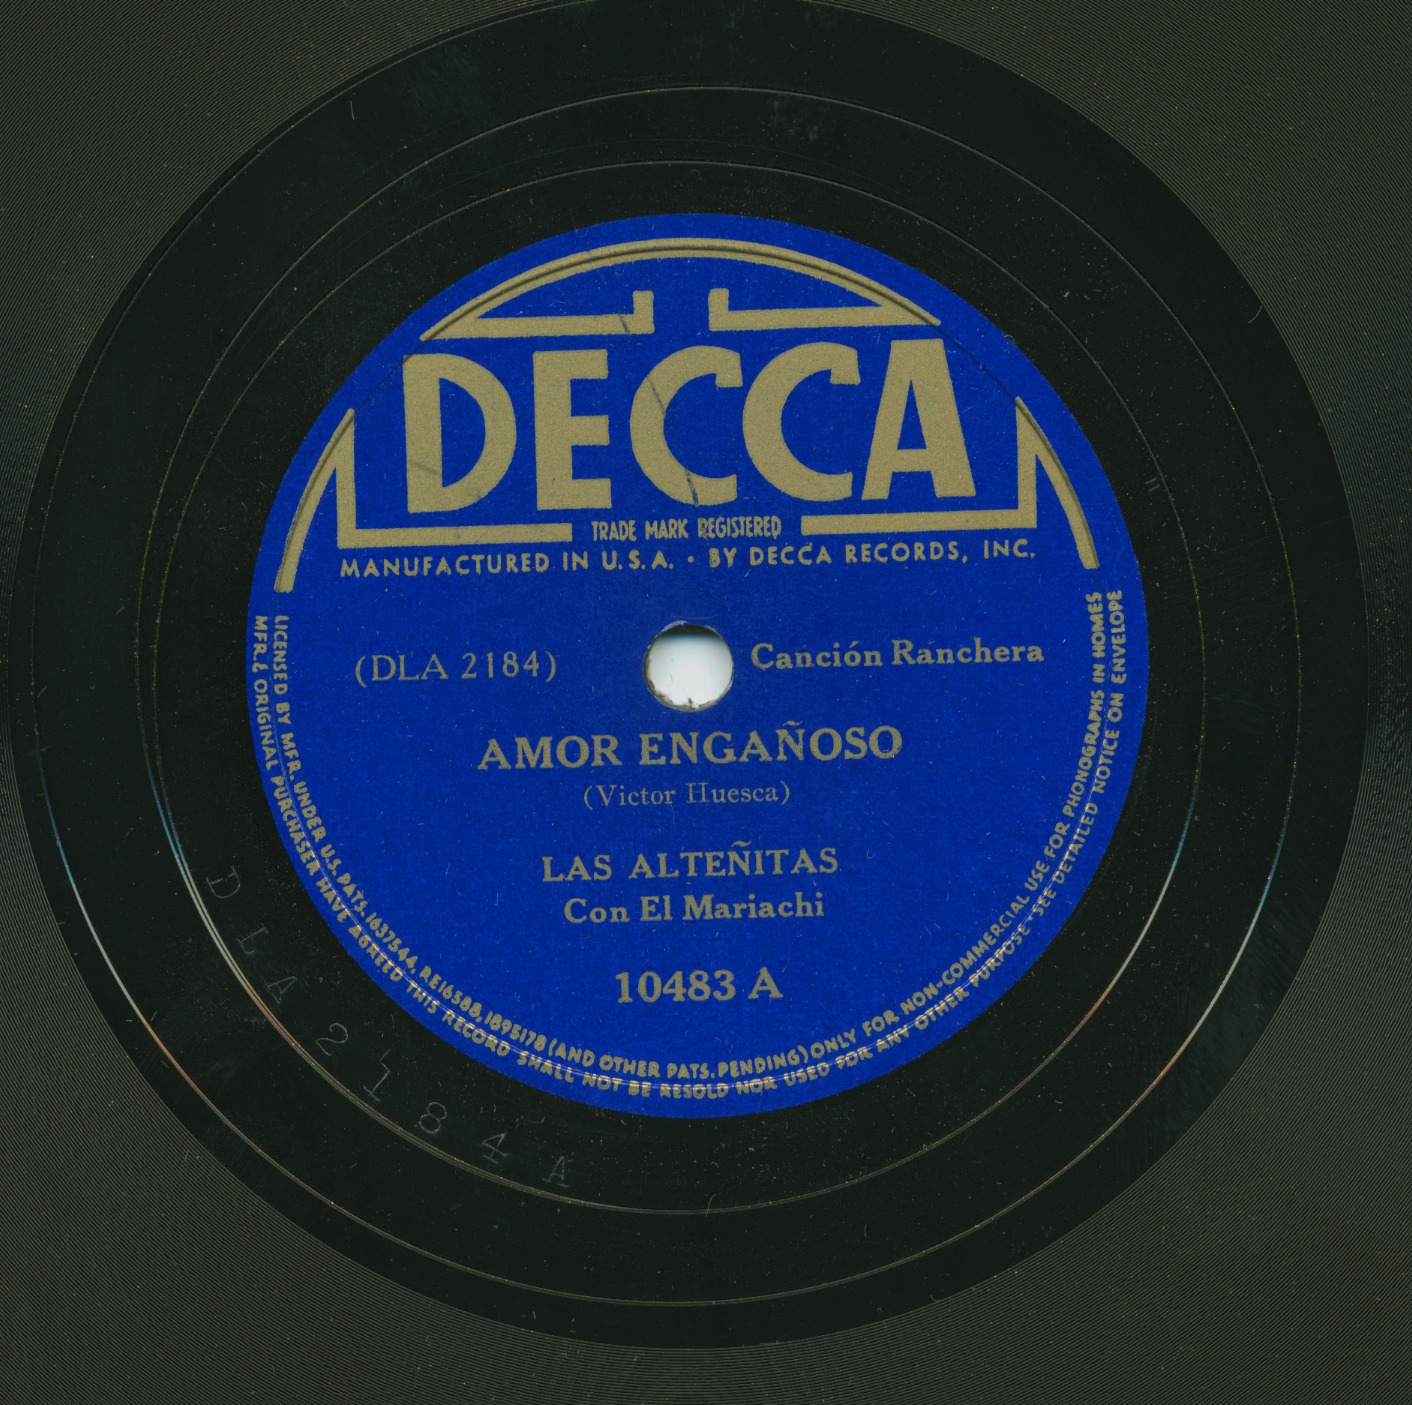 DECCA
TRADE MARK REGISTERED
MANUFACTURED IN U.S.A. • BY DECCA RECORDS, INC.
(DLA 2184)
Canción Ranchera
AMOR ENGAÑOSO
(Victor Huesca)
LAS ALTEÑITAS
Con El Mariachi
10483 A
LICENSED BY MFR. UNDER U.S. PATS. 1637544, RE16588, 1895178 (AND OTHER PATS. PENDING) ONLY FOR NON-COMMERCIAL USE FOR PHONOGRAPHS IN HOMES
MFR. & ORIGINAL PURCHASER HAVE AGREED THIS RECORD SHALL NOT BE RESOLD NOR USED FOR ANY OTHER PURPOSE · SEE DETAILED NOTICE ON ENVELOPE
DLA 2184 A